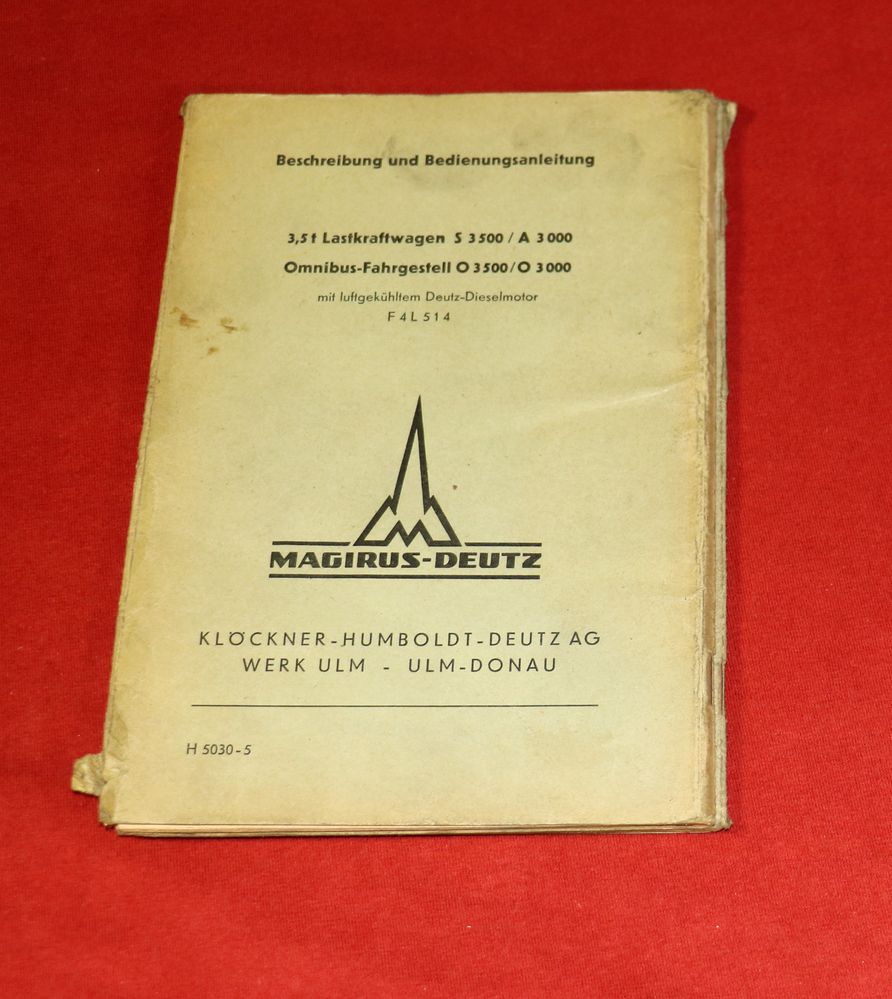 Beschreibung und Bedienungsanleitung
3,5 t Lastkraftwagen S 3500 / A 3000
Omnibus-Fahrgestell O 3500/O 3000
mit luftgekühltem Deutz-Dieselmotor
F 4 L 514
MAGIRUS-DEUTZ
KLÖCKNER-HUMBOLDT-DEUTZ AG
WERK ULM - ULM-DONAU
H 5030-5